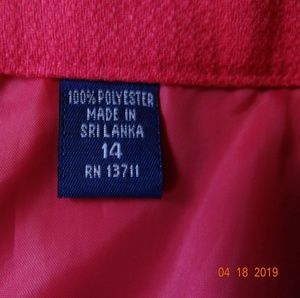 100% POLYESTER
MADE IN
SRI LANKA
14
RN 13711
04 18 2019